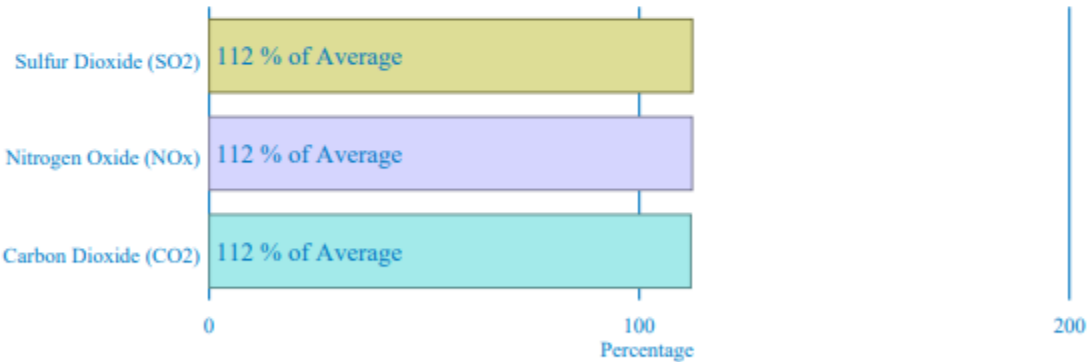 Sulfur Dioxide (SO2) 112 % of Average
Nitrogen Oxide (NOx) 112 % of Average
Carbon Dioxide (CO2) 112 % of Average
0 100 200
Percentage